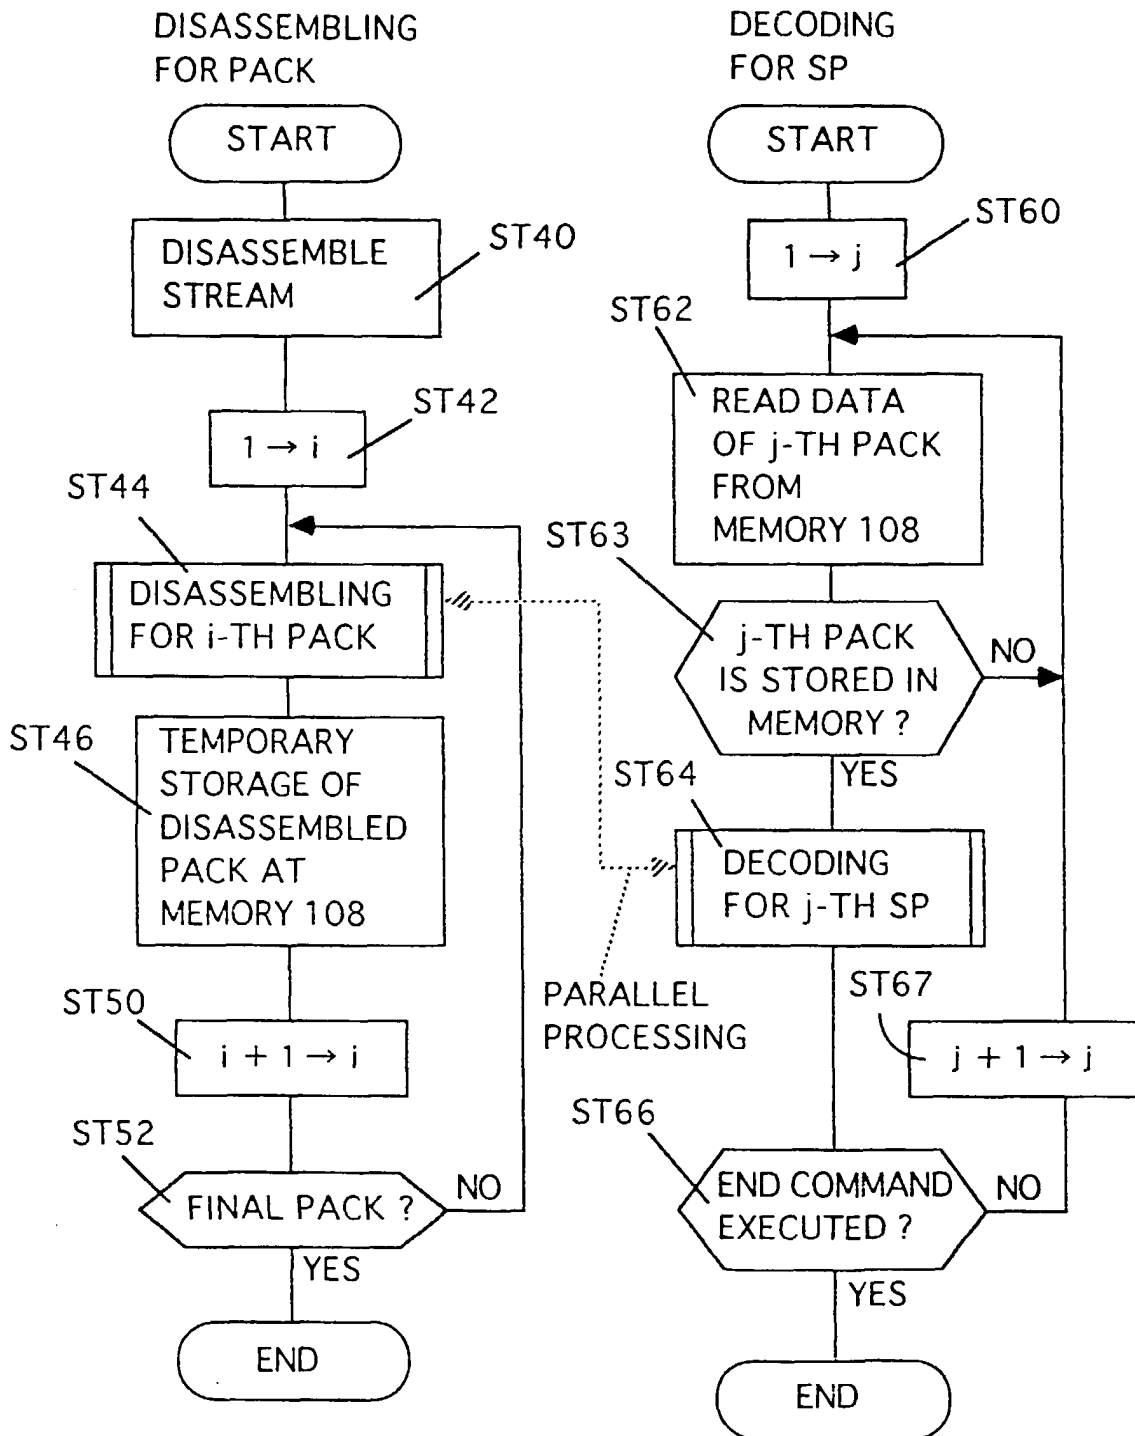 DISASSEMBLING
FOR PACK
START
ST40
DISASSEMBLE
STREAM
ST42
1 → i
ST44
DISASSEMBLING
FOR i-TH PACK
ST46
TEMPORARY
STORAGE OF
DISASSEMBLED
PACK AT
MEMORY 108
ST50
i + 1 → i
ST52
FINAL PACK ?
NO
YES
END
PARALLEL
PROCESSING
DECODING
FOR SP
START
ST60
1 → j
ST62
READ DATA
OF j-TH PACK
FROM
MEMORY 108
ST63
j-TH PACK
IS STORED IN
MEMORY ?
NO
YES
ST64
DECODING
FOR j-TH SP
ST67
j + 1 → j
ST66
END COMMAND
EXECUTED ?
NO
YES
END